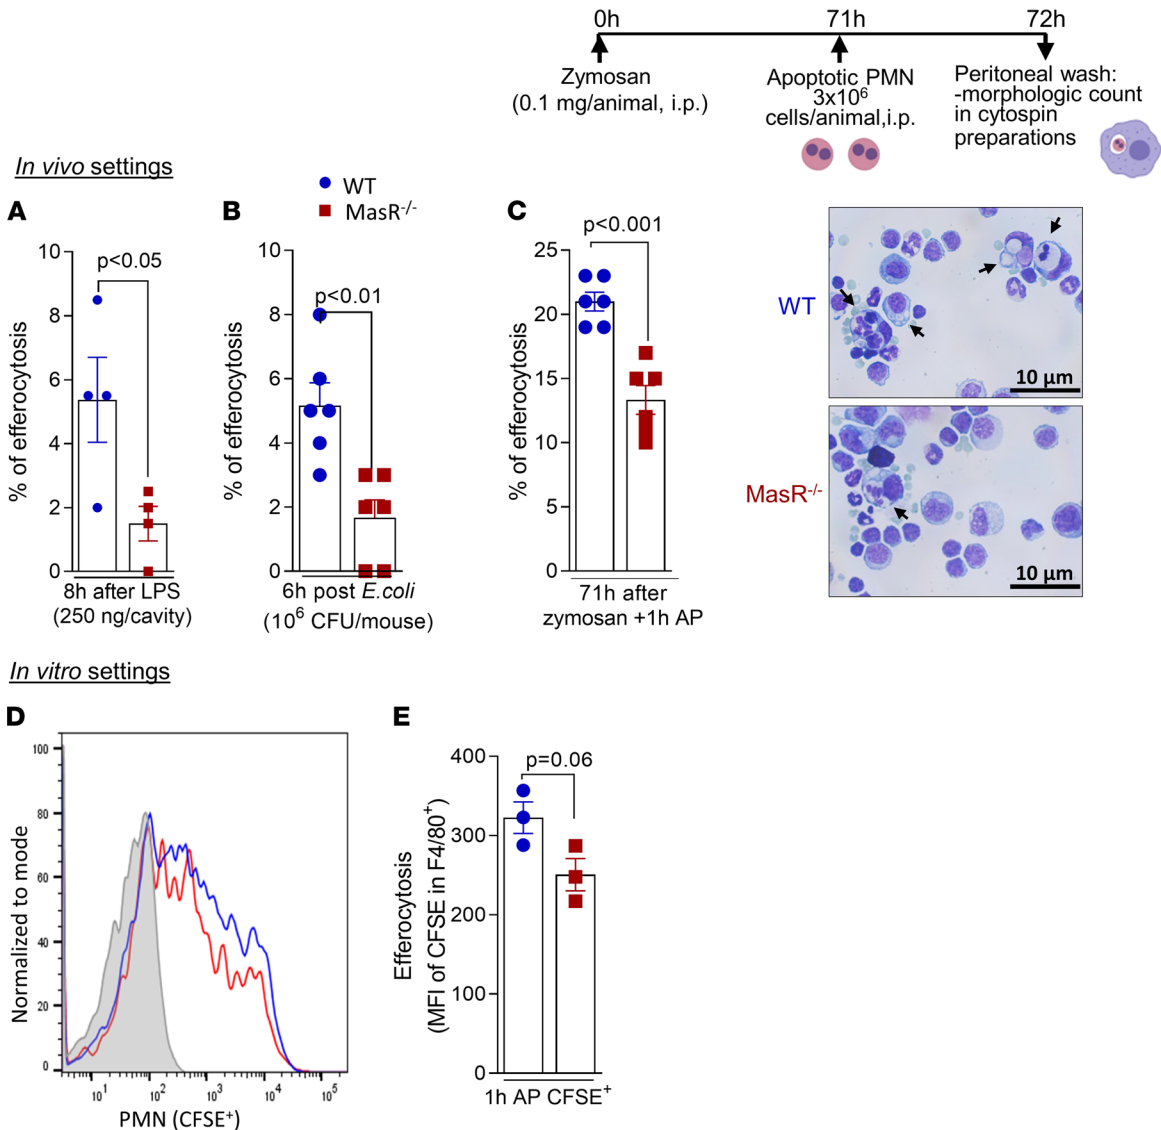 0h 71h 72h
Zymosan
(0.1 mg/animal, i.p.)
Apoptotic PMN
3x10⁶
cells/animal,i.p.
Peritoneal wash:
-morphologic count
in cytospin
preparations
In vivo settings
WT
MasR⁻/⁻
A
p<0.05
% of efferocytosis
10
8
6
4
2
0
8h after LPS
(250 ng/cavity)
B
p<0.01
% of efferocytosis
10
8
6
4
2
0
6h post E.coli
(10⁶ CFU/mouse)
C
p<0.001
% of efferocytosis
25
20
15
10
5
0
71h after
zymosan +1h AP
WT
10 µm
MasR⁻/⁻
10 µm
In vitro settings
D
Normalized to mode
100
80
60
40
20
0
10¹ 10² 10³ 10⁴ 10⁵
PMN (CFSE⁺)
E
p=0.06
Efferocytosis
(MFI of CFSE in F4/80⁺)
400
300
200
100
0
1h AP CFSE⁺